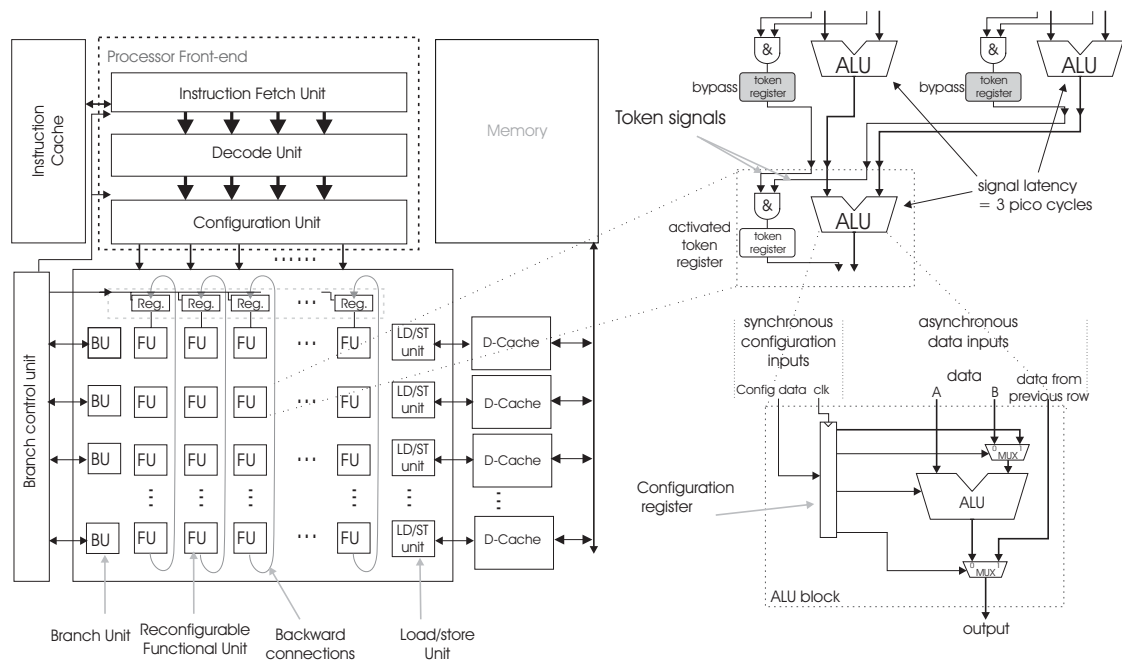 Processor Front-end
Instruction Fetch Unit
Decode Unit
Configuration Unit
Instruction
Cache
Memory
Branch control unit
Reg. Reg. Reg. Reg.
BU FU FU FU FU LD/ST
unit
D-Cache
BU FU FU FU FU LD/ST
unit
D-Cache
BU FU FU FU FU LD/ST
unit
D-Cache
BU FU FU FU FU LD/ST
unit
D-Cache
Branch Unit
Reconfigurable
Functional Unit
Backward
connections
Load/store
Unit
& ALU
bypass
token
register
& ALU
bypass
token
register
Token signals
signal latency
= 3 pico cycles
& ALU
activated
token
register
token
register
synchronous
configuration
inputs
asynchronous
data inputs
Config data clk
data
A B
data from
previous row
0 1
MUX
ALU
Configuration
register
0 1
MUX
ALU block
output